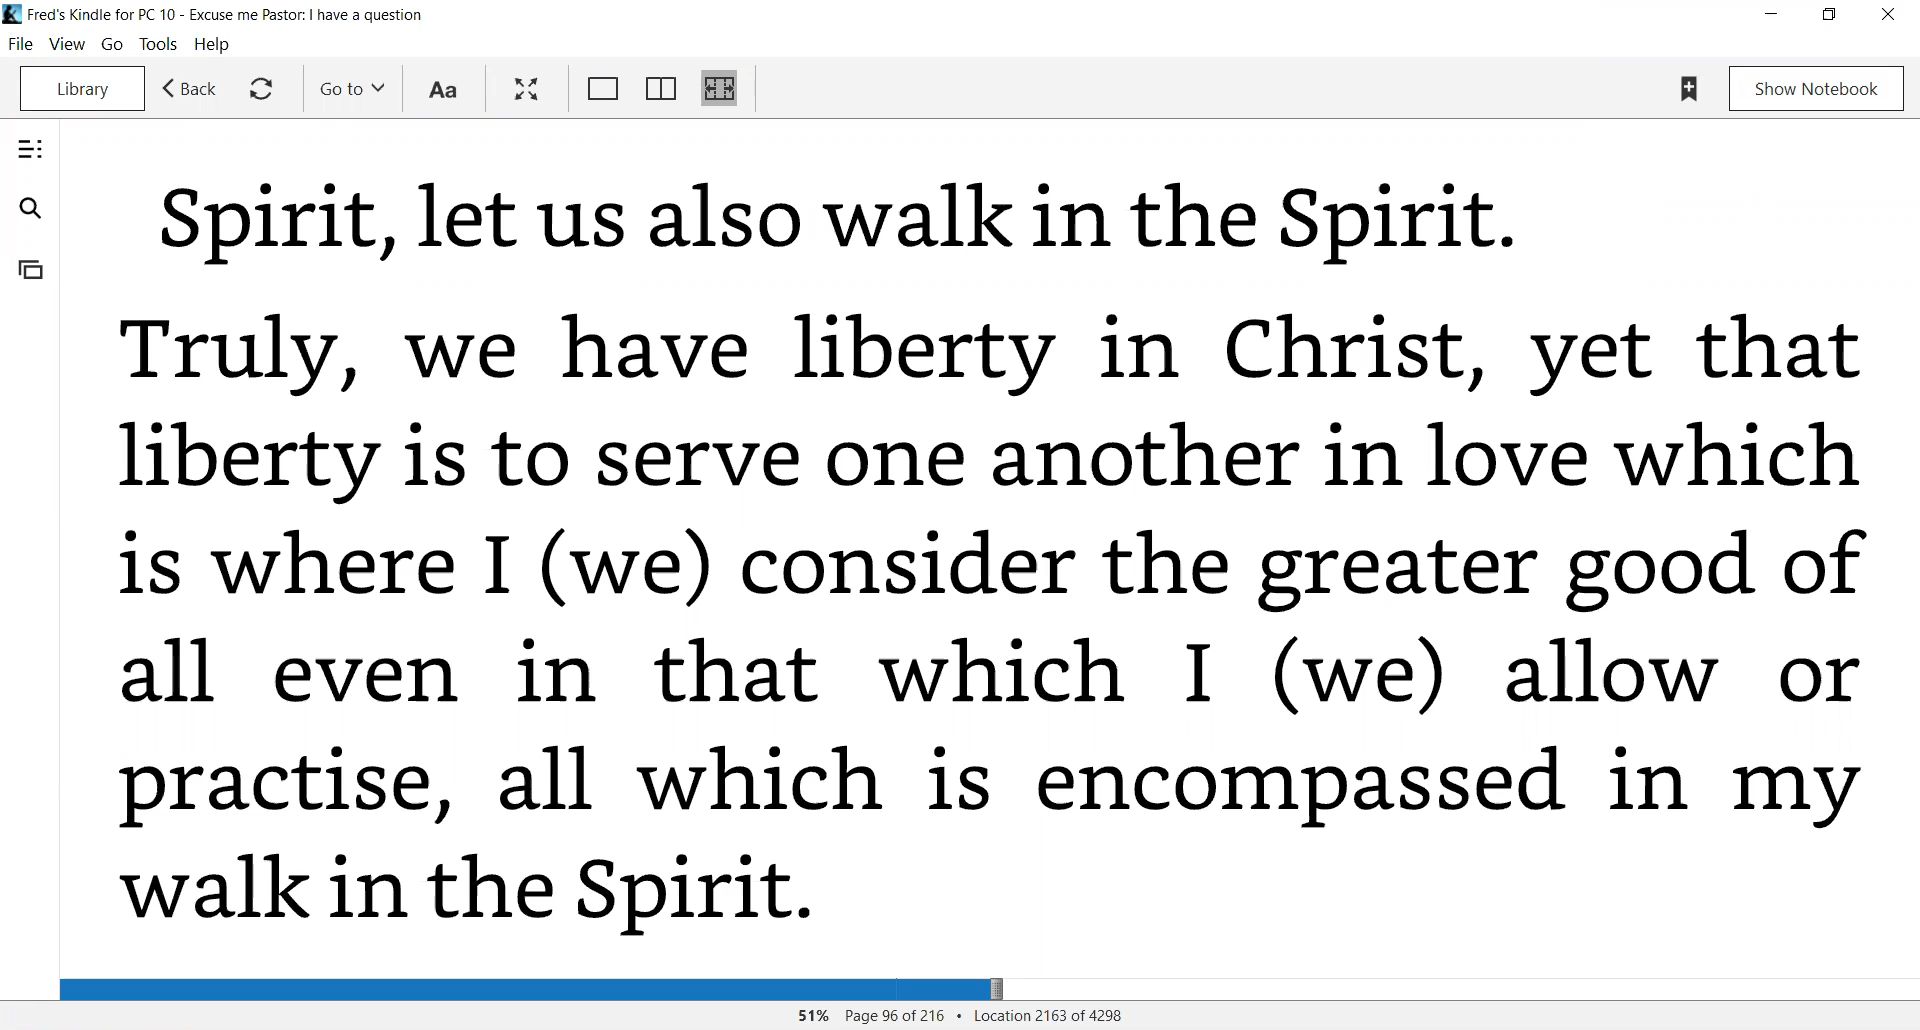 Fred's Kindle for PC 10 - Excuse me Pastor: I have a question
File View Go Tools Help
Library Back Go to Aa Show Notebook
Spirit, let us also walk in the Spirit.
Truly, we have liberty in Christ, yet that
liberty is to serve one another in love which
is where I (we) consider the greater good of
all even in that which I (we) allow or
practise, all which is encompassed in my
walk in the Spirit.
51% Page 96 of 216 • Location 2163 of 4298